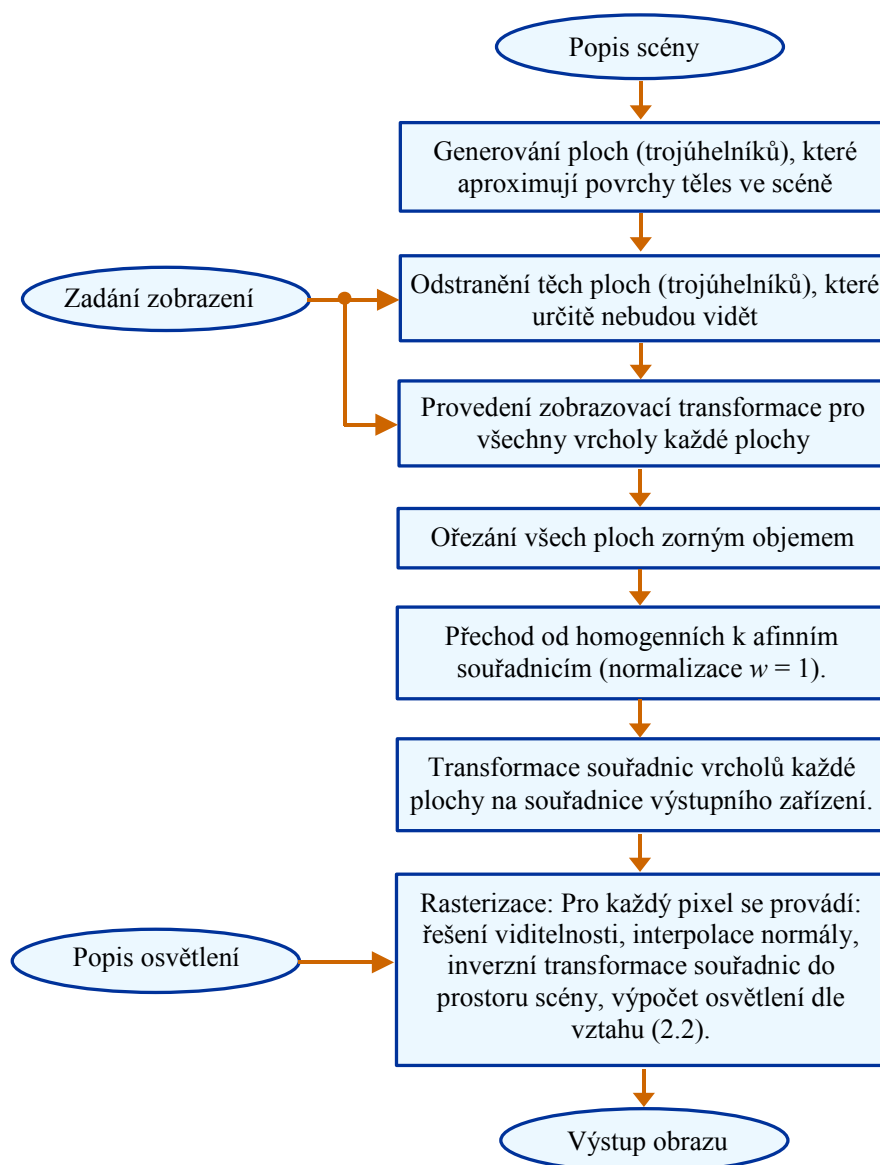 Popis scény
Generování ploch (trojúhelníků), které
aproximují povrchy těles ve scéně
Zadání zobrazení
Odstranění těch ploch (trojúhelníků), které
určitě nebudou vidět
Provedení zobrazovací transformace pro
všechny vrcholy každé plochy
Ořezání všech ploch zorným objemem
Přechod od homogenních k afinním
souřadnicím (normalizace w = 1).
Transformace souřadnic vrcholů každé
plochy na souřadnice výstupního zařízení.
Popis osvětlení
Rasterizace: Pro každý pixel se provádí:
řešení viditelnosti, interpolace normály,
inverzní transformace souřadnic do
prostoru scény, výpočet osvětlení dle
vztahu (2.2).
Výstup obrazu